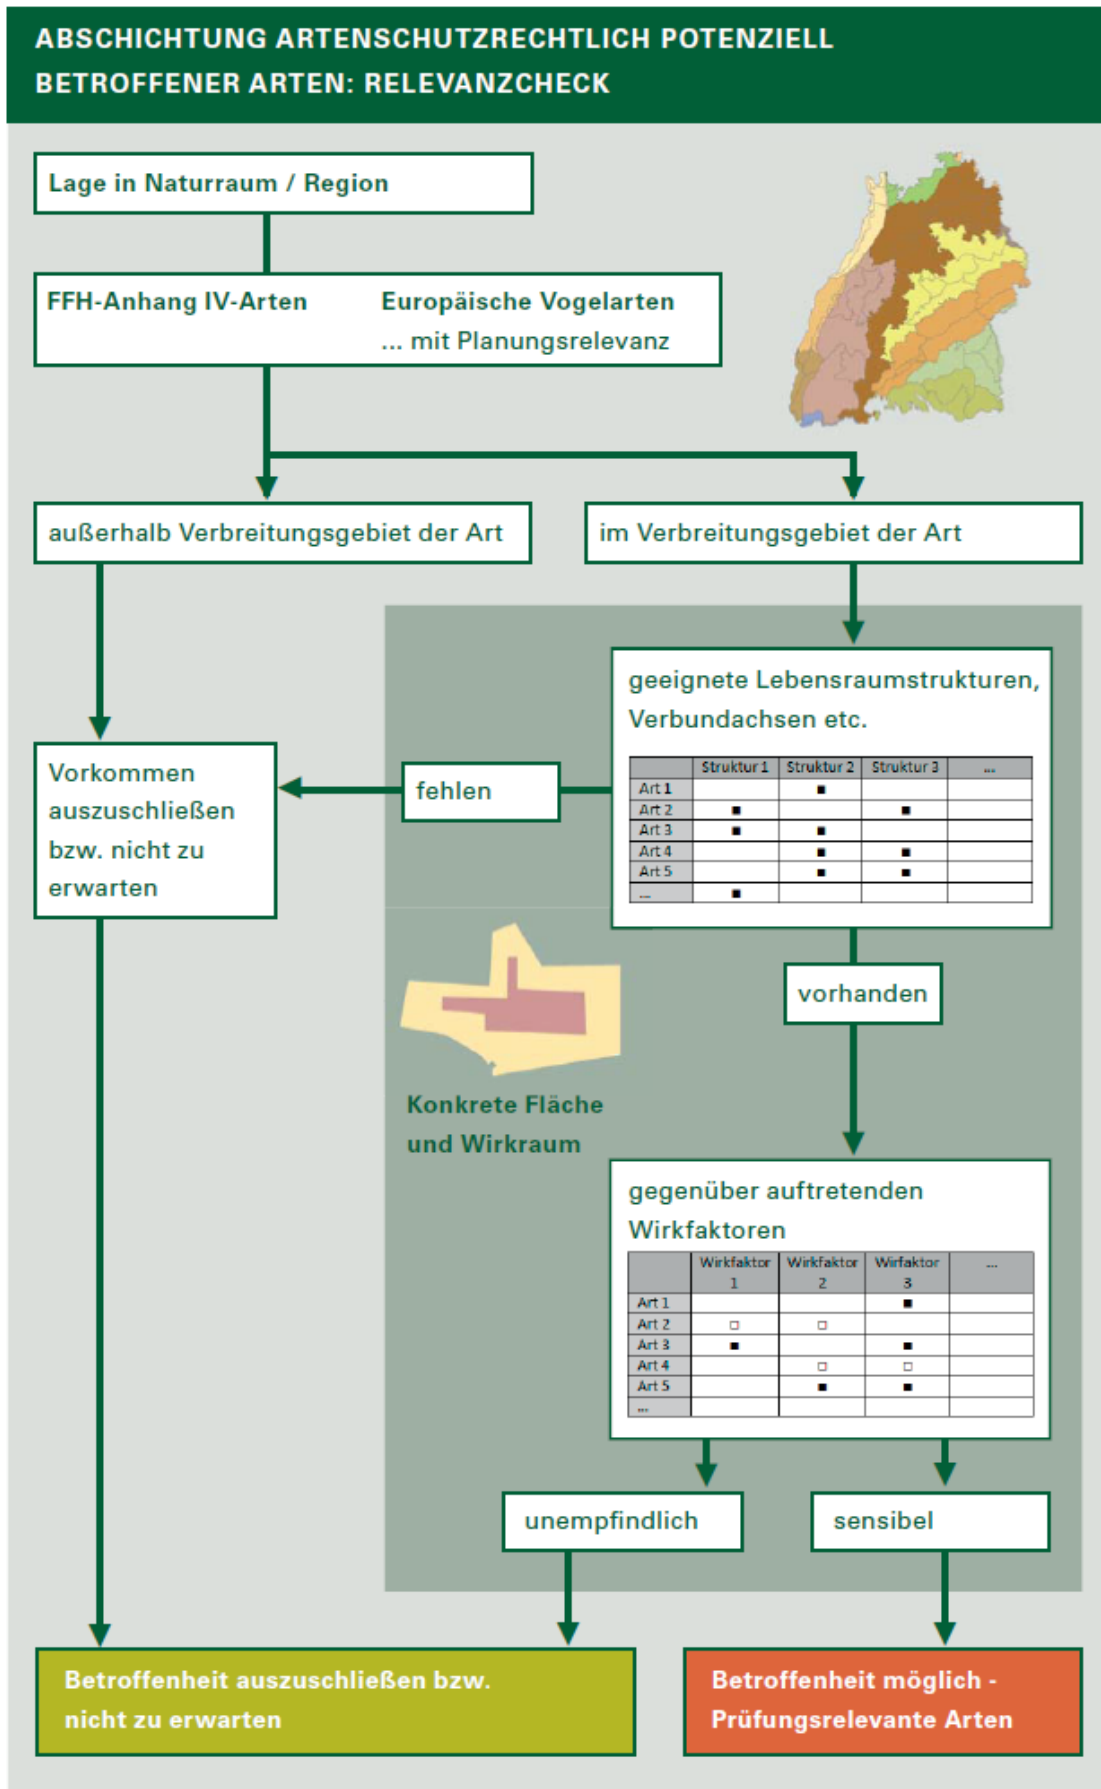 ABSCHICHTUNG ARTENSCHUTZRECHTLICH POTENZIELL
BETROFFENER ARTEN: RELEVANZCHECK
Lage in Naturraum / Region
FFH-Anhang IV-Arten Europäische Vogelarten
... mit Planungsrelevanz
außerhalb Verbreitungsgebiet der Art
im Verbreitungsgebiet der Art
geeignete Lebensraumstrukturen,
Verbundachsen etc.
Struktur 1 Struktur 2 Struktur 3 ...
Art 1 ■
Art 2 ■ ■
Art 3 ■ ■
Art 4 ■ ■
Art 5 ■ ■
... ■
fehlen
Vorkommen
auszuschließen
bzw. nicht zu
erwarten
vorhanden
Konkrete Fläche
und Wirkraum
gegenüber auftretenden
Wirkfaktoren
Wirkfaktor Wirkfaktor Wirfaktor ...
1 2 3
Art 1 ■
Art 2 □ □
Art 3 ■ ■
Art 4 □ □
Art 5 ■ ■
...
unempfindlich
sensibel
Betroffenheit auszuschließen bzw.
nicht zu erwarten
Betroffenheit möglich -
Prüfungsrelevante Arten